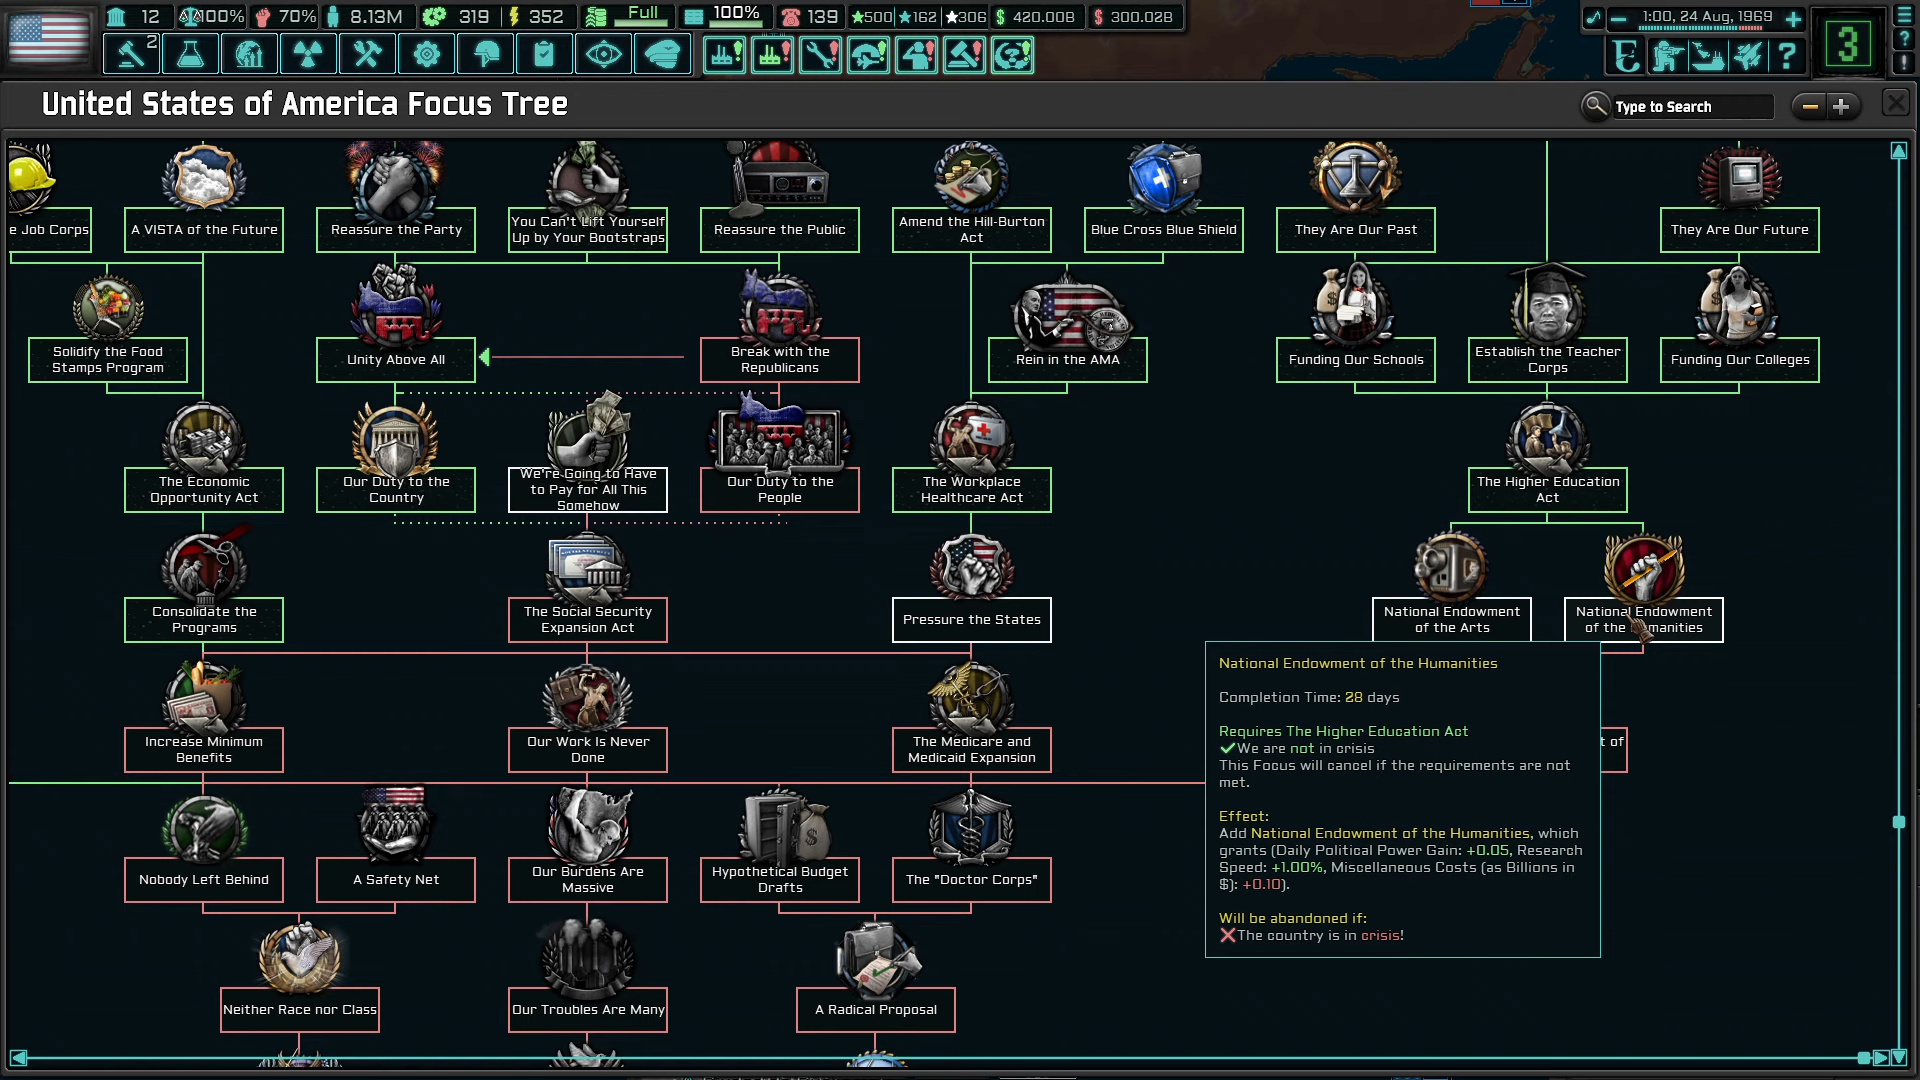 12
100%
70%
8.13M
319
352
Full
100%
139
500
162
306
$ 420.00B
$ 300.02B
1:00, 24 Aug, 1969
2
3
United States of America Focus Tree
Type to Search
e Job Corps
A VISTA of the Future
Reassure the Party
You Can't Lift Yourself
Up by Your Bootstraps
Reassure the Public
Amend the Hill-Burton
Act
Blue Cross Blue Shield
They Are Our Past
They Are Our Future
Solidify the Food
Stamps Program
Unity Above All
Break with the
Republicans
Rein in the AMA
Funding Our Schools
Establish the Teacher
Corps
Funding Our Colleges
The Economic
Opportunity Act
Our Duty to the
Country
We're Going to Have
to Pay for All This
Somehow
Our Duty to the
People
The Workplace
Healthcare Act
The Higher Education
Act
Consolidate the
Programs
The Social Security
Expansion Act
Pressure the States
National Endowment
of the Arts
National Endowment
of the manities
Increase Minimum
Benefits
Our Work Is Never
Done
The Medicare and
Medicaid Expansion
t of
National Endowment of the Humanities
Completion Time: 28 days
Requires The Higher Education Act
We are not in crisis
This Focus will cancel if the requirements are not
met.
Effect:
Add National Endowment of the Humanities, which
grants (Daily Political Power Gain: +0.05, Research
Speed: +1.00%, Miscellaneous Costs (as Billions in
$): +0.10).
Will be abandoned if:
The country is in crisis!
Nobody Left Behind
A Safety Net
Our Burdens Are
Massive
Hypothetical Budget
Drafts
The "Doctor Corps"
Neither Race nor Class
Our Troubles Are Many
A Radical Proposal